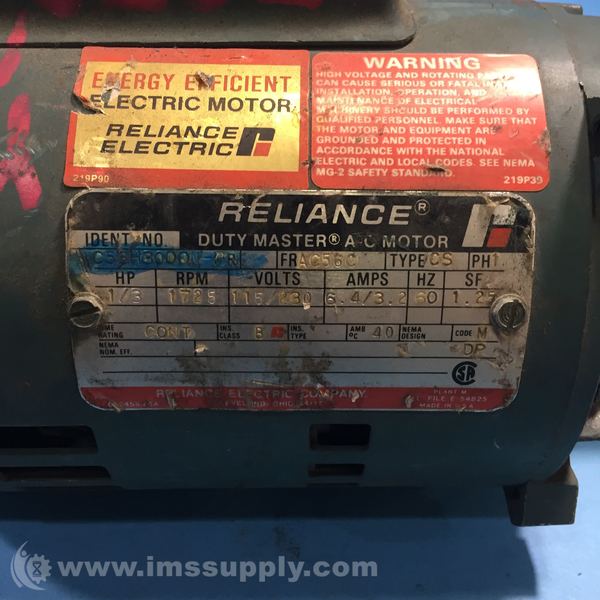 ENERGY EFFICIENT
ELECTRIC MOTOR
RELIANCE
ELECTRIC
219P90
WARNING
HIGH VOLTAGE AND ROTATING
CAN CAUSE SERIOUS OR FATAL
INSTALLATION, OPERATION, AND
MAINTENANCE OF ELECTRICAL
MACHINERY SHOULD BE PERFORMED BY
QUALIFIED PERSONNEL. MAKE SURE THAT
THE MOTOR AND EQUIPMENT ARE
GROUNDED AND PROTECTED IN
ACCORDANCE WITH THE NATIONAL
ELECTRIC AND LOCAL CODES. SEE NEMA
MG-2 SAFETY STANDARD.
219P39
RELIANCE®
DUTY MASTER® A-C MOTOR
IDENT NO. FR AC56C TYPE CS PH 1
HP RPM VOLTS AMPS HZ SF
1/3 1725 115/230 6.4/3.2 60
TIME RATING CONT INS. CLASS B INS. TYPE AMB °C 40 NEMA DESIGN CODE M
NEMA NOM. EFF. DP
RELIANCE ELECTRIC COMPANY
PLANT M
FILE E-54825
MADE IN U.S.A.
www.imssupply.com